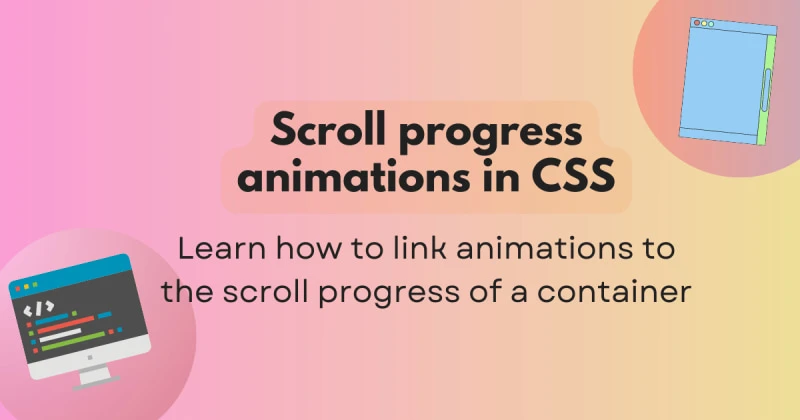 Scroll progress
animations in CSS
Learn how to link animations to
the scroll progress of a container
</>